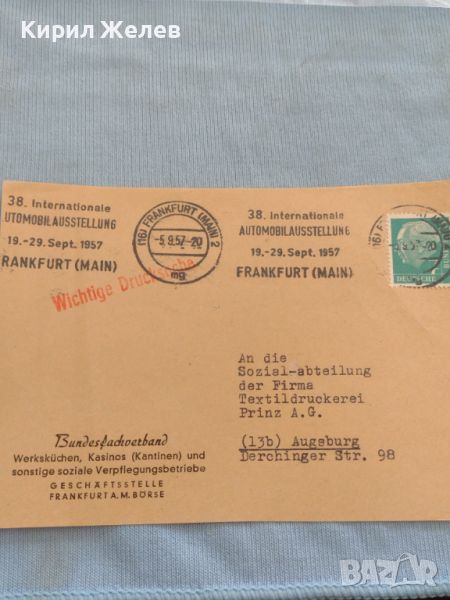 Кирил Желев
38. Internationale
UTOMOBILAUSSTELLUNG
19.-29. Sept. 1957
FRANKFURT (MAIN)
(16) FRANKFURT (MAIN) 2
-5.9.57.-20
mg
38. Internationale
AUTOMOBILAUSSTELLUNG
19.-29. Sept. 1957
FRANKFURT (MAIN)
DEUTSCHE
Wichtige Drucksache
An die
Sozial-abteilung
der Firma
Textildruckerei
Prinz A.G.
(13b) Augsburg
Derchinger Str. 98
Bundesfachverband
Werksküchen, Kasinos (Kantinen) und
sonstige soziale Verpflegungsbetriebe
GESCHÄFTSSTELLE
FRANKFURT A. M. BÖRSE
BAZAR